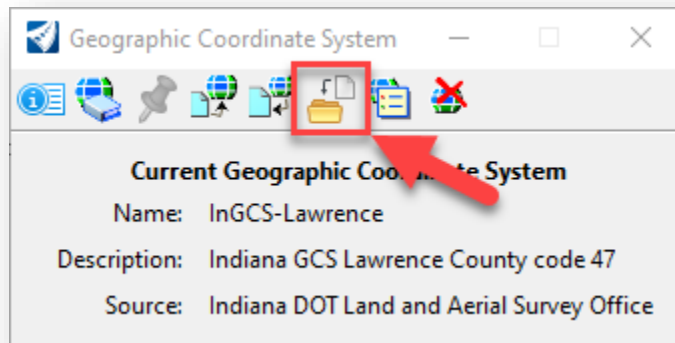 Geographic Coordinate System
Current Geographic Coordinate System
Name: InGCS-Lawrence
Description: Indiana GCS Lawrence County code 47
Source: Indiana DOT Land and Aerial Survey Office